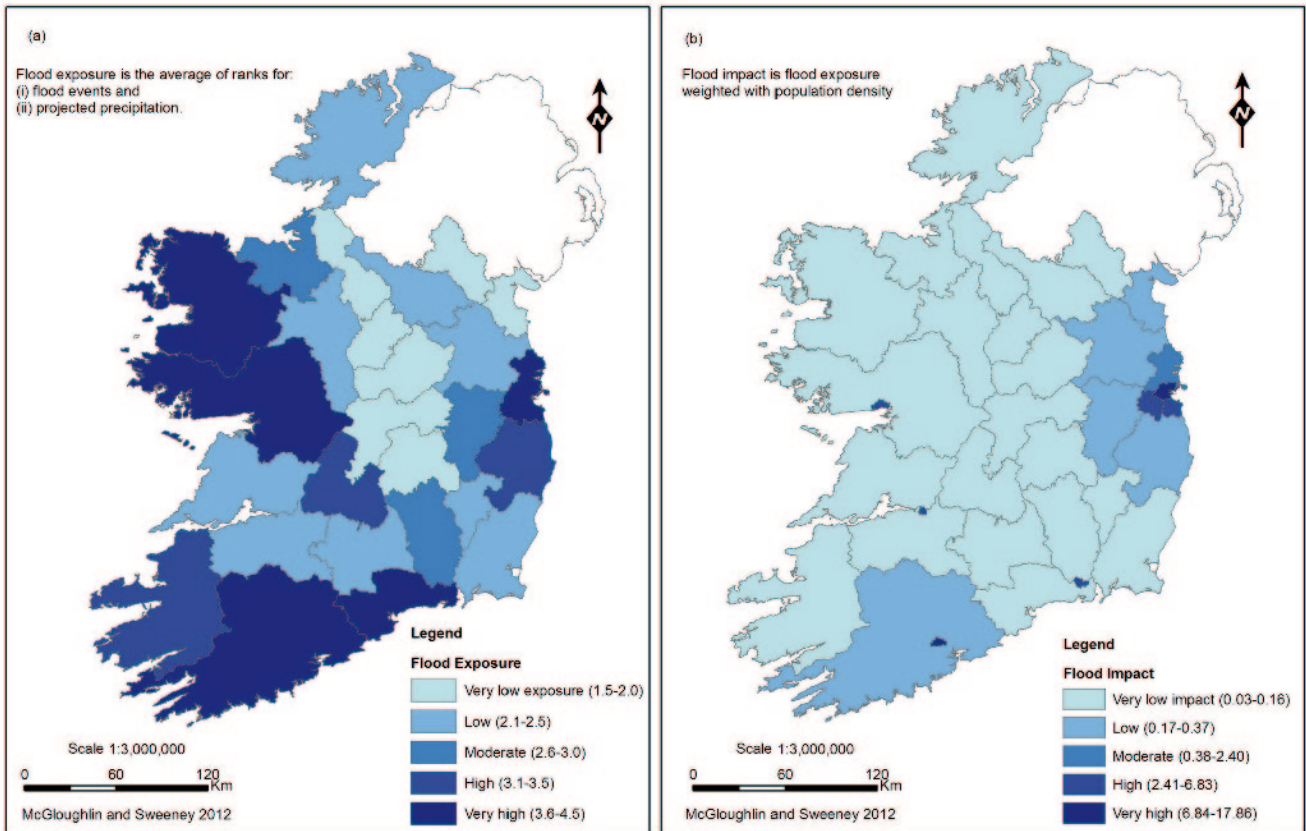 (a)
Flood exposure is the average of ranks for:
(i) flood events and
(ii) projected precipitation.
N
Legend
Flood Exposure
Very low exposure (1.5-2.0)
Low (2.1-2.5)
Moderate (2.6-3.0)
High (3.1-3.5)
Very high (3.6-4.5)
Scale 1:3,000,000
0 60 120
Km
McGloughlin and Sweeney 2012
(b)
Flood impact is flood exposure
weighted with population density
N
Legend
Flood Impact
Very low impact (0.03-0.16)
Low (0.17-0.37)
Moderate (0.38-2.40)
High (2.41-6.83)
Very high (6.84-17.86)
Scale 1:3,000,000
0 60 120
Km
McGloughlin and Sweeney 2012